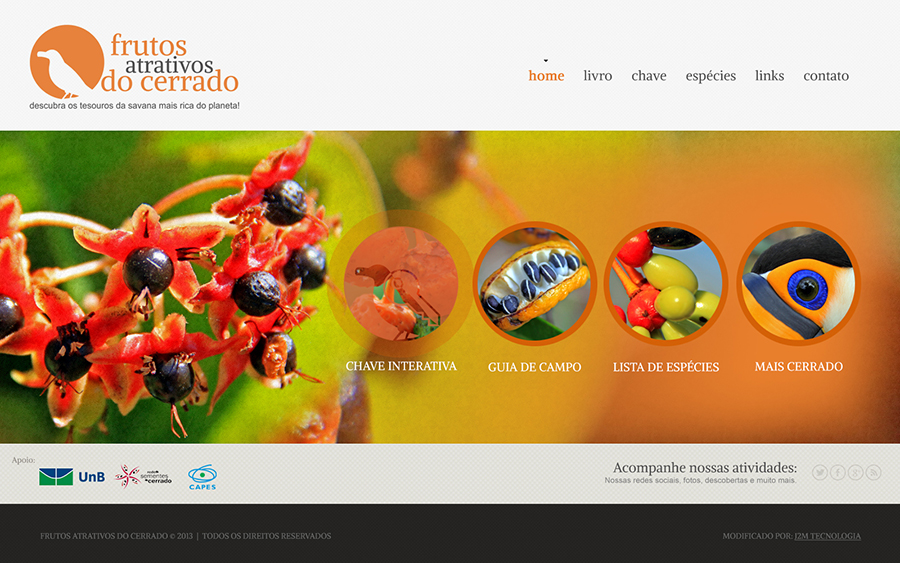 frutos
atrativos
do cerrado
descubra os tesouros da savana mais rica do planeta!
home livro chave espécies links contato
CHAVE INTERATIVA GUIA DE CAMPO LISTA DE ESPÉCIES MAIS CERRADO
Apoio:
UnB
sementes
do cerrado
CAPES
Acompanhe nossas atividades:
Nossas redes sociais, fotos, descobertas e muito mais.
FRUTOS ATRATIVOS DO CERRADO © 2013 | TODOS OS DIREITOS RESERVADOS
MODIFICADO POR: J2M TECNOLOGIA